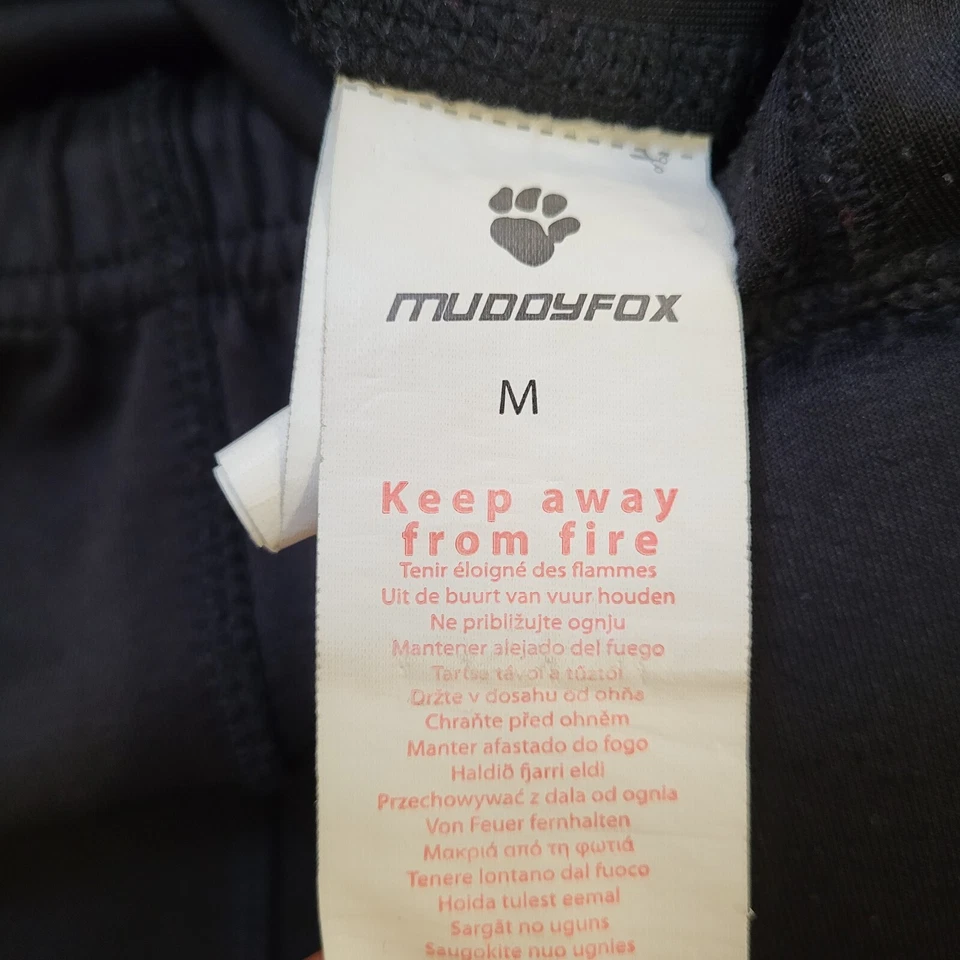 MUDDYFOX
M
Keep away
from fire
Tenir éloigné des flammes
Uit de buurt van vuur houden
Ne približujte ognju
Mantener alejado del fuego
Tartsa távol a tűztől
Držte v dosahu od ohňa
Chraňte před ohněm
Manter afastado do fogo
Haldið fjarri eldi
Przechowywać z dala od ognia
Von Feuer fernhalten
Μακριά από τη φωτιά
Tenere lontano dal fuoco
Hoida tulest eemal
Sargāt no uguns
Saugokite nuo ugnies